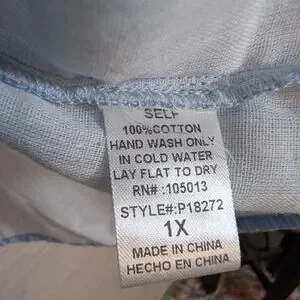 SELF
100%COTTON
HAND WASH ONLY
IN COLD WATER
LAY FLAT TO DRY
RN# :105013
STYLE#:P18272
1X
MADE IN CHINA
HECHO EN CHINA